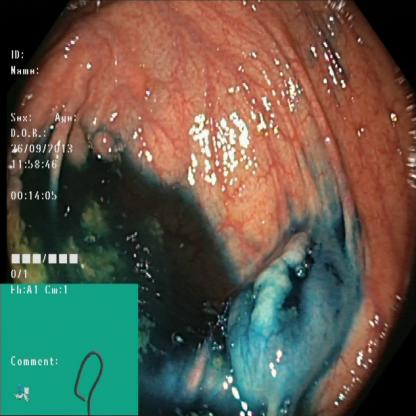 ID:
Name:
Sex: Age:
D.O.B.:
26/09/2013
11:58:46
00:14:05
■■■/■■■
0/1
Eh:A1 Cm:1
Comment: